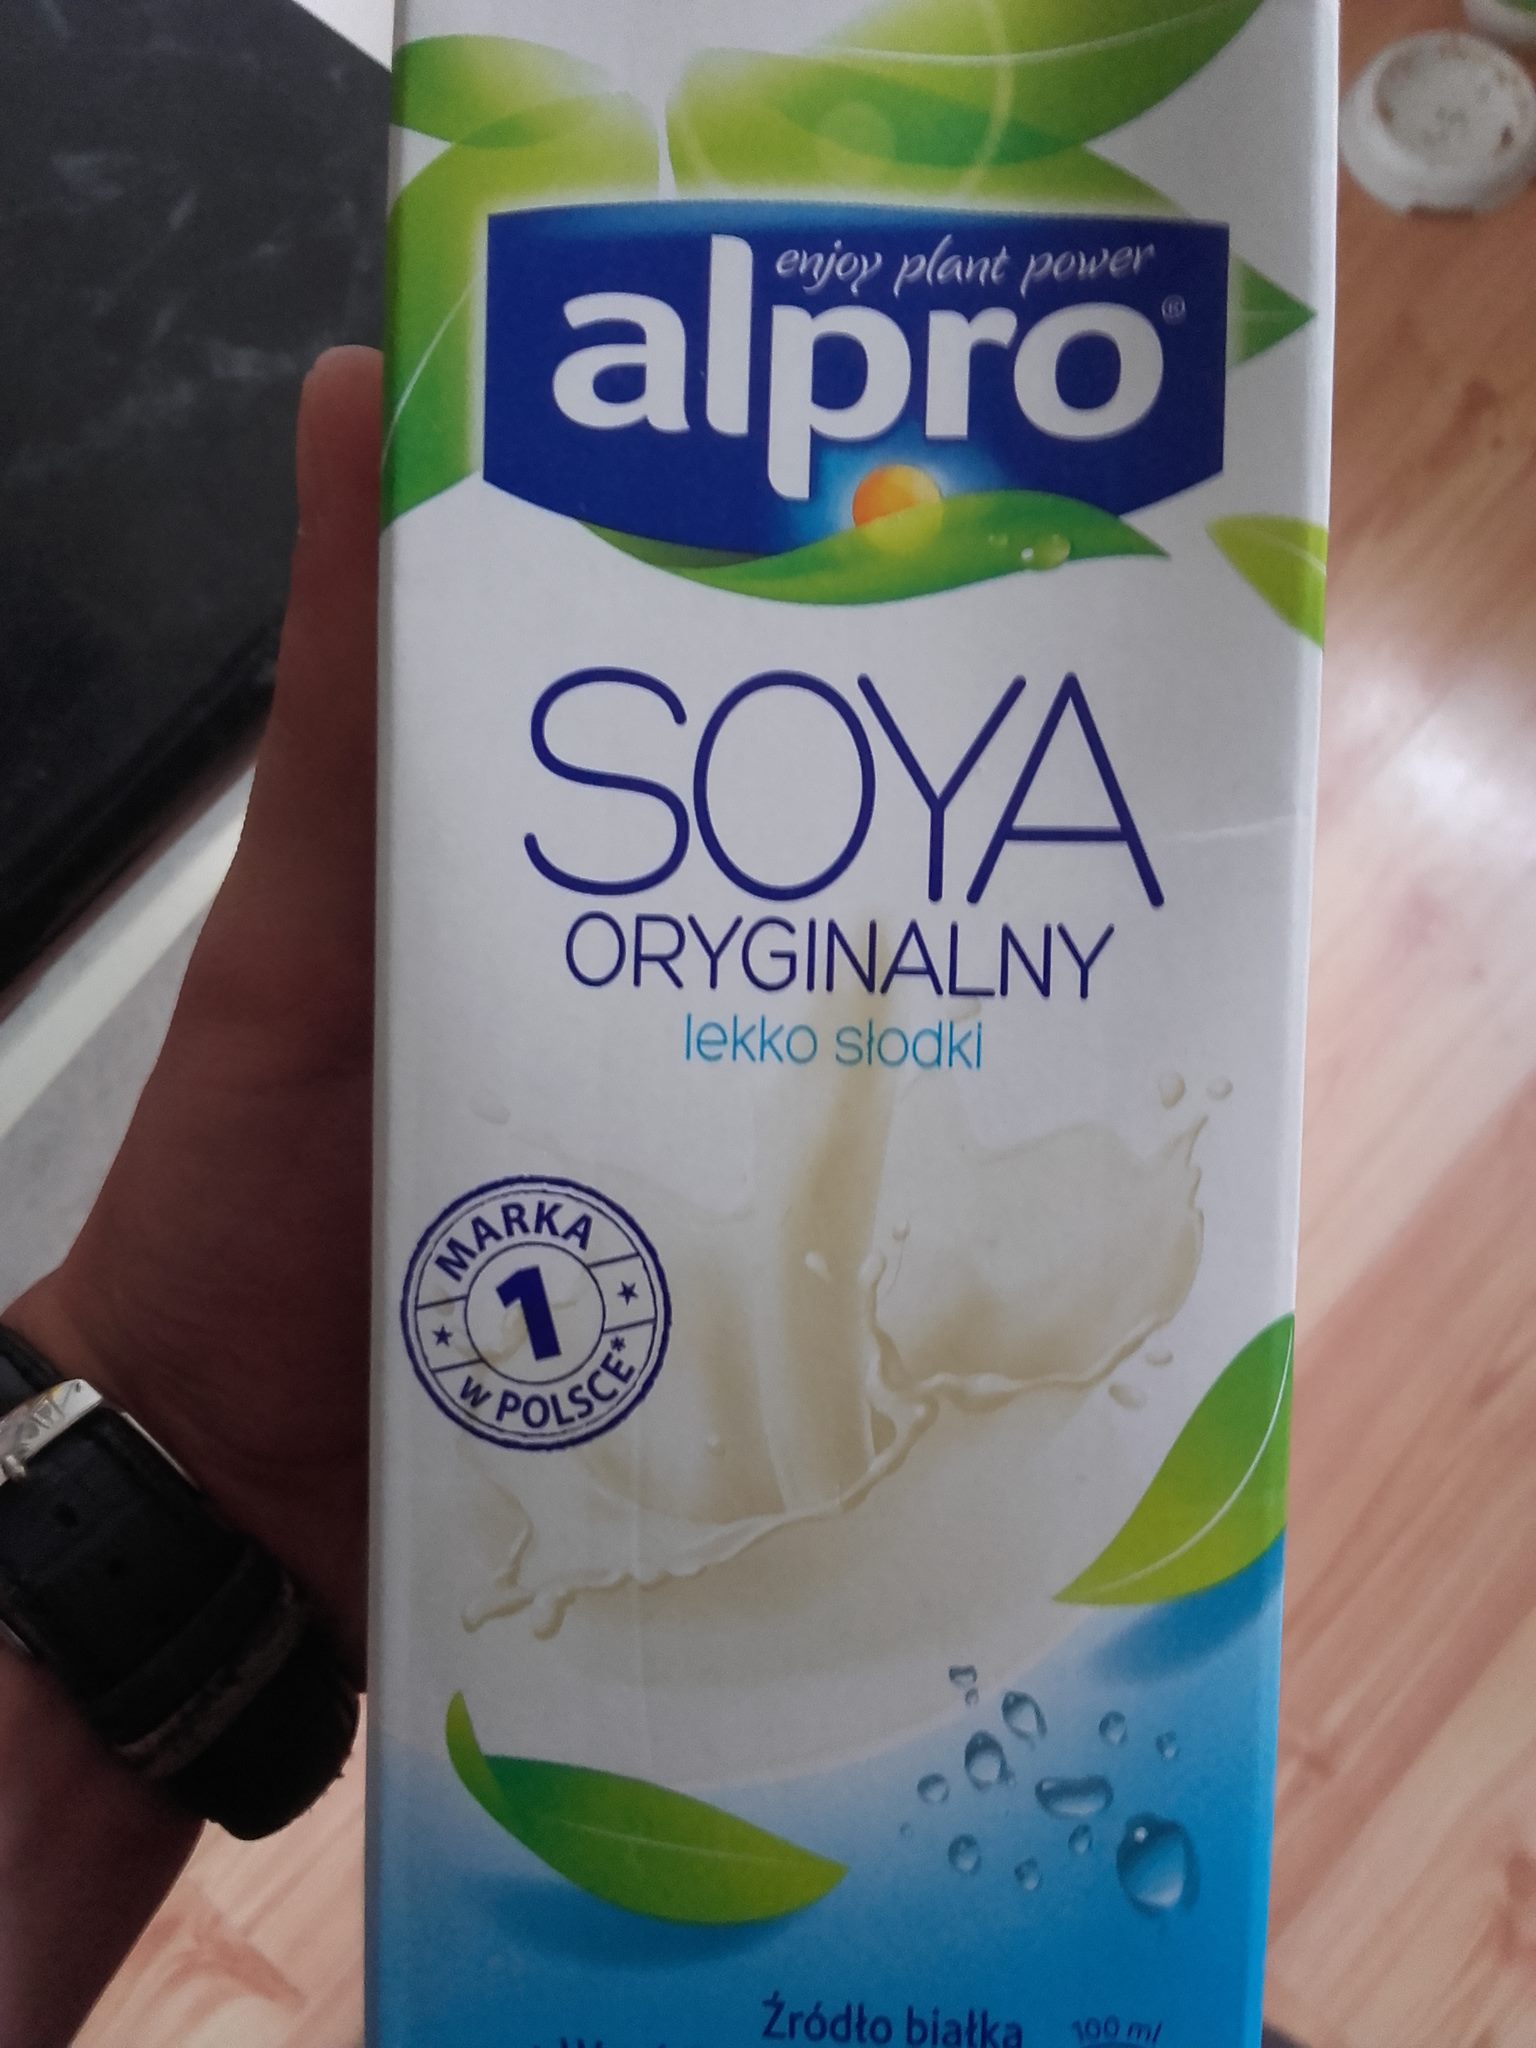 enjoy plant power
alpro®
SOYA
ORYGINALNY
lekko słodki
MARKA
1
W POLSCE*
Źródło białka
100 ml